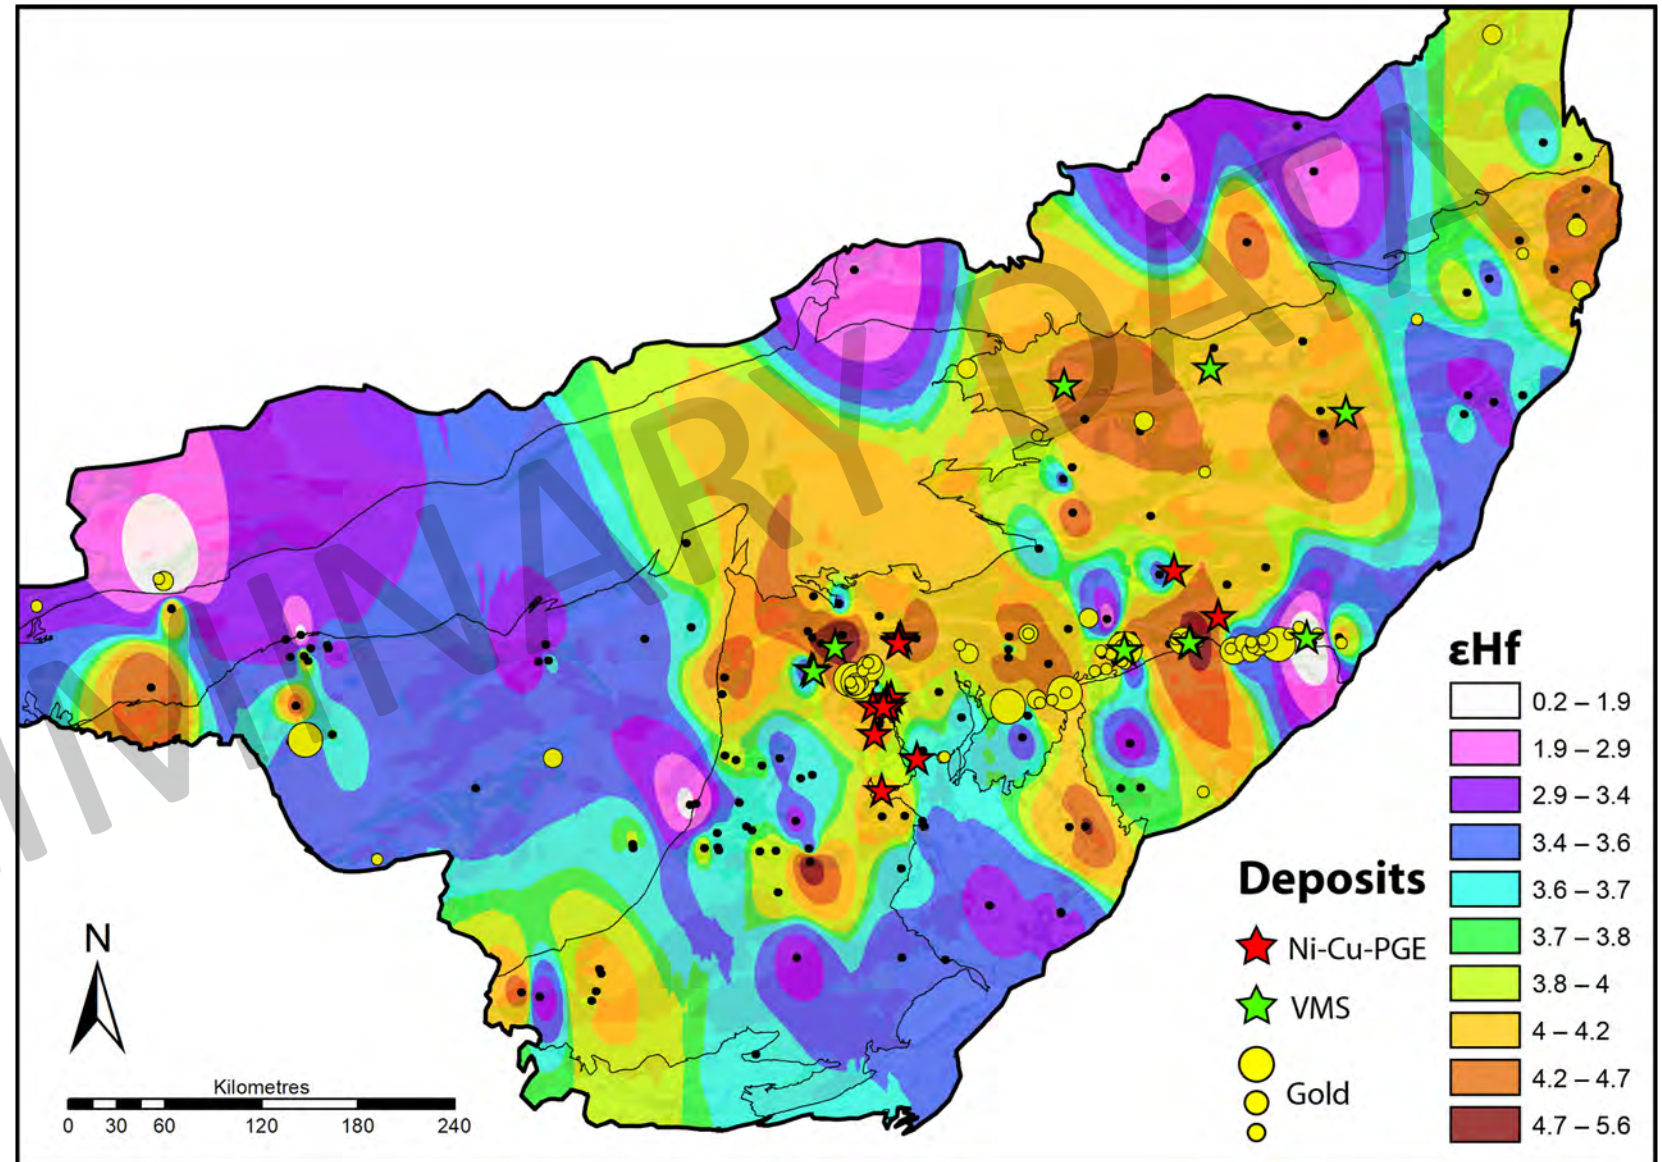 PRELIMINARY DATA
εHf
0.2 – 1.9
1.9 – 2.9
2.9 – 3.4
3.4 – 3.6
3.6 – 3.7
3.7 – 3.8
3.8 – 4
4 – 4.2
4.2 – 4.7
4.7 – 5.6
Deposits
Ni-Cu-PGE
VMS
Gold
N
Kilometres
0 30 60 120 180 240